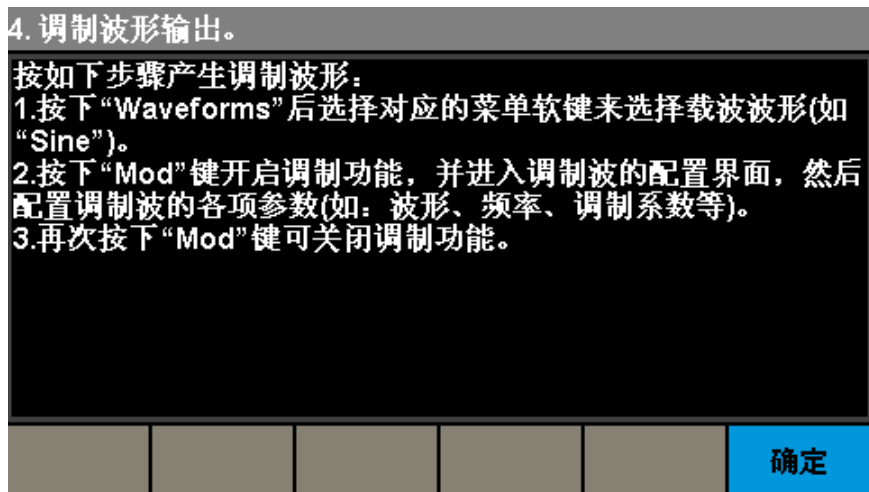 4. 调制波形输出。
按如下步骤产生调制波形：
1.按下“Waveforms”后选择对应的菜单软键来选择载波波形(如
“Sine”)。
2.按下“Mod”键开启调制功能，并进入调制波的配置界面，然后
配置调制波的各项参数(如：波形、频率、调制系数等)。
3.再次按下“Mod”键可关闭调制功能。
确定